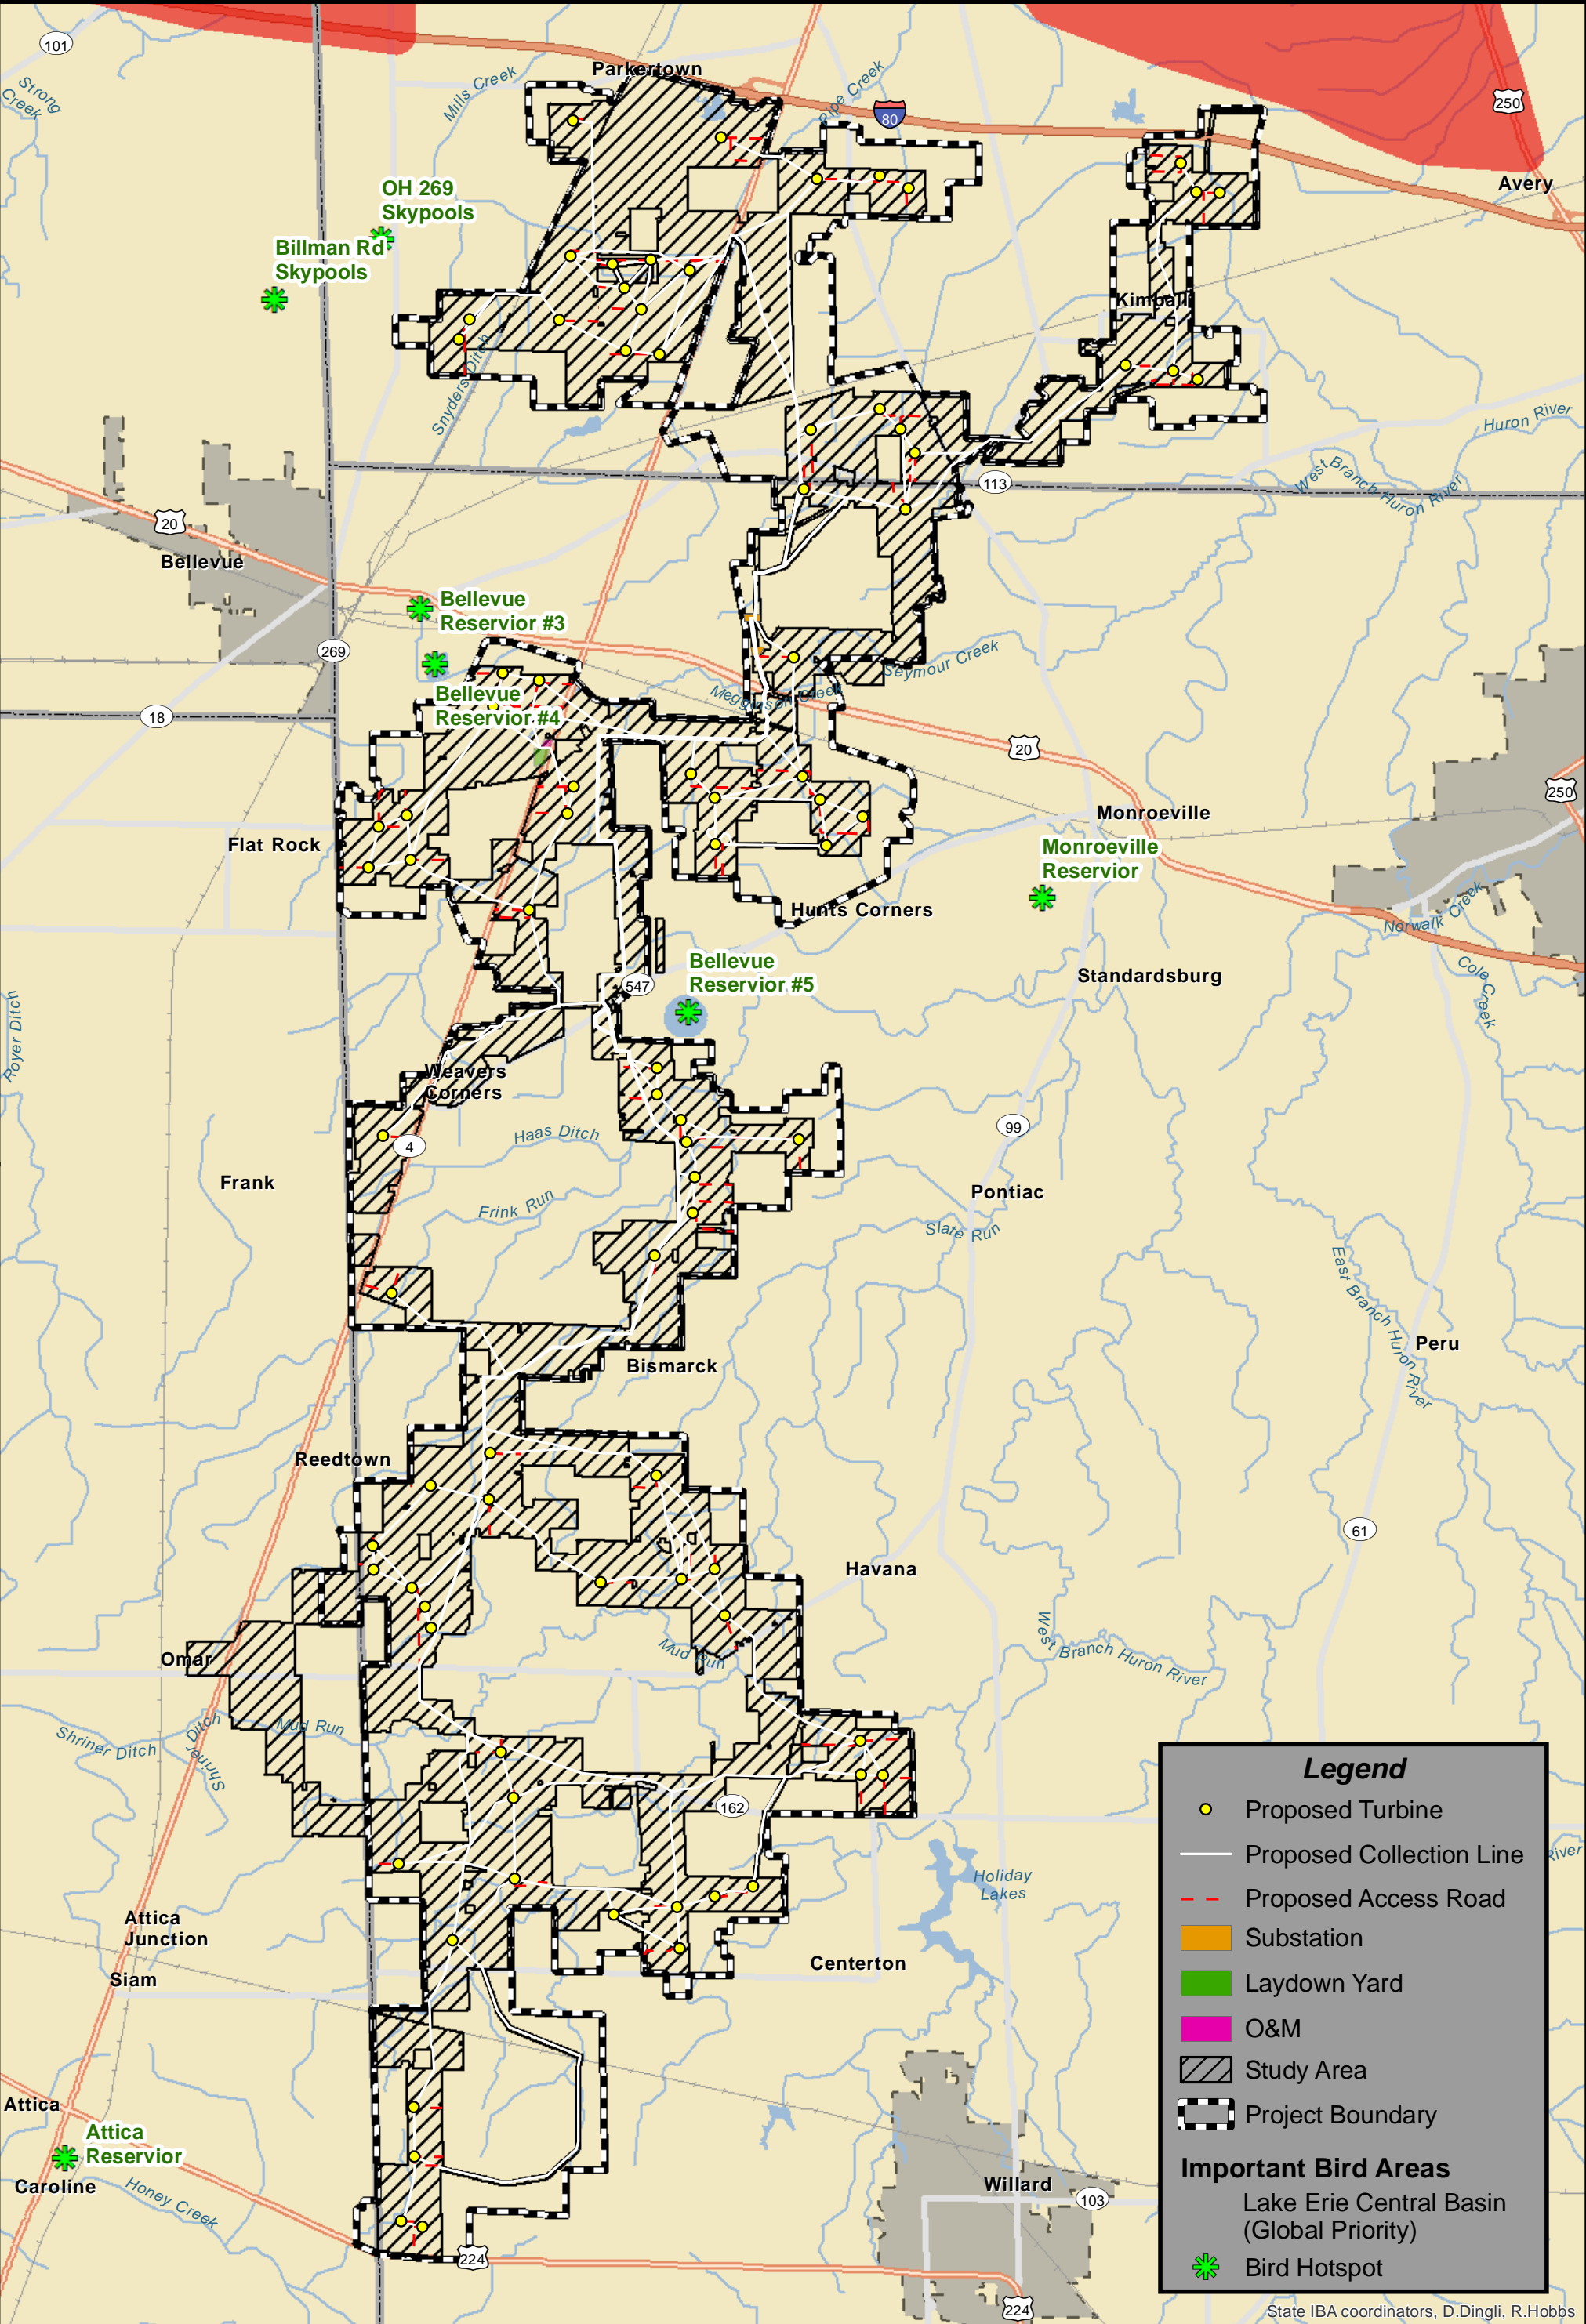 101
Strong
Creek
Mills Creek
Parkertown
Pipe Creek
80
250
Avery
OH 269
Skypools
Billman Rd
Skypools
Kimball
Snyders Ditch
Huron River
West Branch Huron River
113
20
Bellevue
Bellevue
Reservior #3
269
Seymour Creek
Megginson Creek
Bellevue
Reservior #4
18
20
250
Monroeville
Monroeville
Reservior
Flat Rock
Hunts Corners
Norwalk Creek
Cole Creek
Standardsburg
Bellevue
Reservior #5
547
Royer Ditch
Weavers
Corners
Haas Ditch
4
99
Frank
Frink Run
Pontiac
Slate Run
East Branch Huron River
Peru
Bismarck
Reedtown
61
Havana
West Branch Huron River
Mud Run
Omar
Mud Run
Shriner Ditch
Shriner Ditch
162
Holiday
Lakes
River
Attica
Junction
Siam
Centerton
Attica
Attica
Reservior
Caroline
Honey Creek
Willard
103
224
224
Legend
Proposed Turbine
Proposed Collection Line
Proposed Access Road
Substation
Laydown Yard
O&M
Study Area
Project Boundary
Important Bird Areas
Lake Erie Central Basin
(Global Priority)
Bird Hotspot
State IBA coordinators, D.Dingli, R.Hobbs